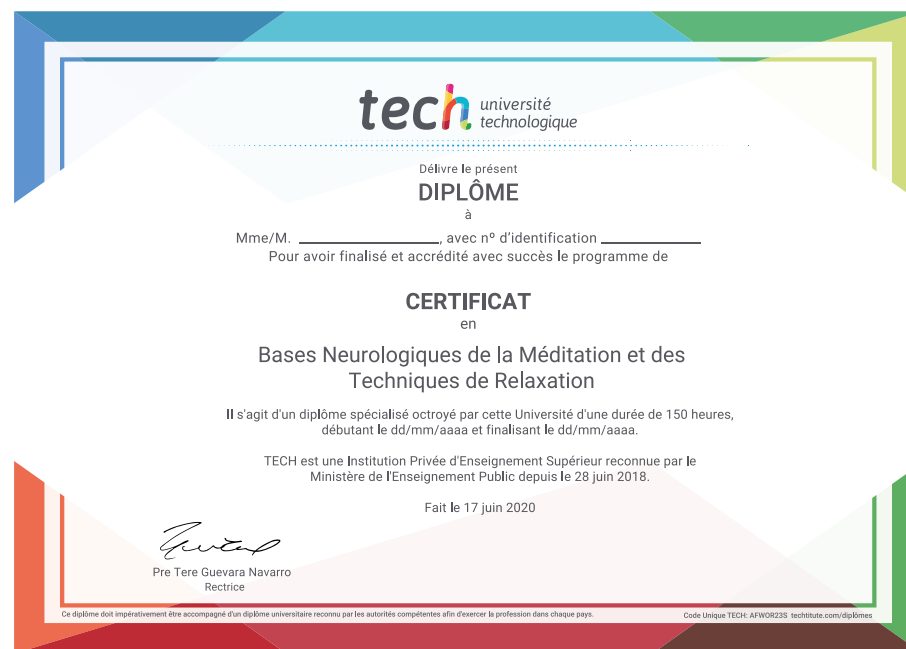 tech université
technologique
Délivre le présent
DIPLÔME
à
Mme/M. ____________________, avec nº d'identification ______________
Pour avoir finalisé et accrédité avec succès le programme de
CERTIFICAT
en
Bases Neurologiques de la Méditation et des
Techniques de Relaxation
Il s'agit d'un diplôme spécialisé octroyé par cette Université d'une durée de 150 heures,
débutant le dd/mm/aaaa et finalisant le dd/mm/aaaa.
TECH est une Institution Privée d'Enseignement Supérieur reconnue par le
Ministère de l'Enseignement Public depuis le 28 juin 2018.
Fait le 17 juin 2020
Pre Tere Guevara Navarro
Rectrice
Ce diplôme doit impérativement être accompagné d'un diplôme universitaire reconnu par les autorités compétentes afin d'exercer la profession dans chaque pays.
Code Unique TECH: AFWOR23S techtitute.com/diplômes